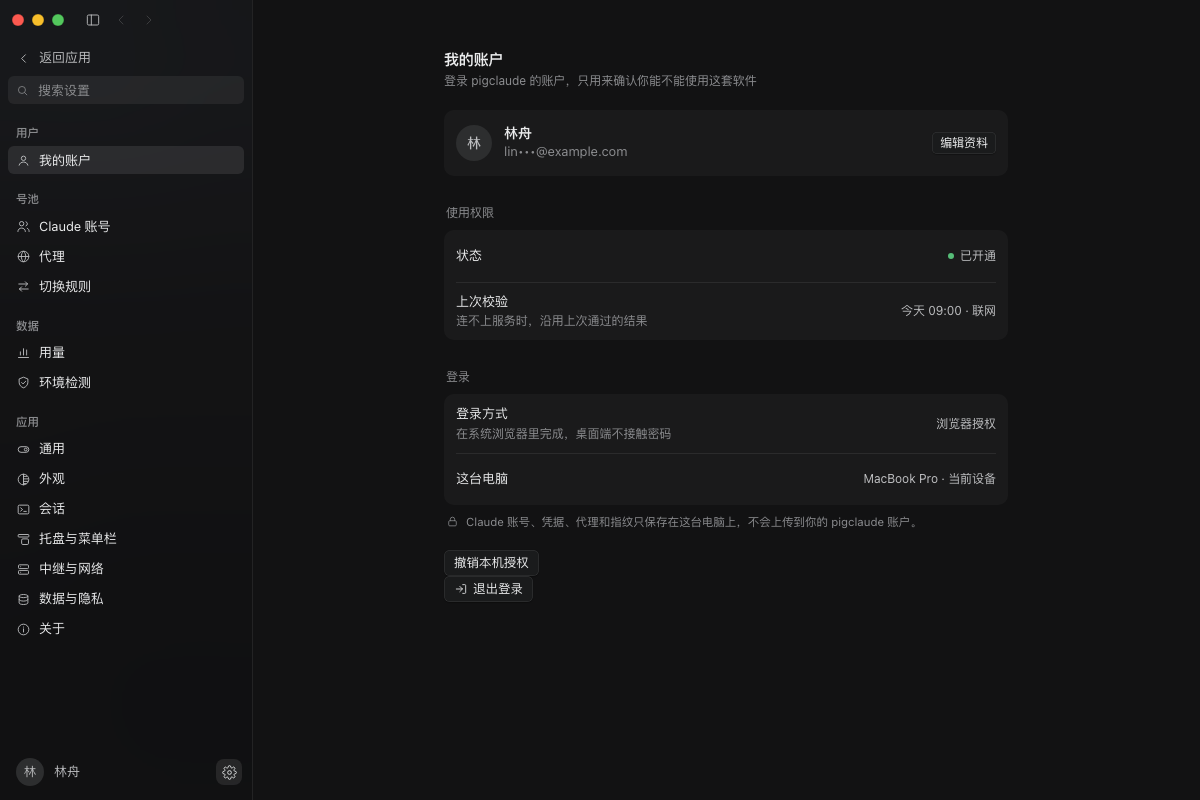 返回应用
搜索设置
用户
我的账户
号池
Claude 账号
代理
切换规则
数据
用量
环境检测
应用
通用
外观
会话
托盘与菜单栏
中继与网络
数据与隐私
关于
林 林舟
我的账户
登录 pigclaude 的账户，只用来确认你能不能使用这套软件
林
林舟
lin•••@example.com
编辑资料
使用权限
状态
已开通
上次校验
连不上服务时，沿用上次通过的结果
今天 09:00 · 联网
登录
登录方式
在系统浏览器里完成，桌面端不接触密码
浏览器授权
这台电脑
MacBook Pro · 当前设备
Claude 账号、凭据、代理和指纹只保存在这台电脑上，不会上传到你的 pigclaude 账户。
撤销本机授权
退出登录